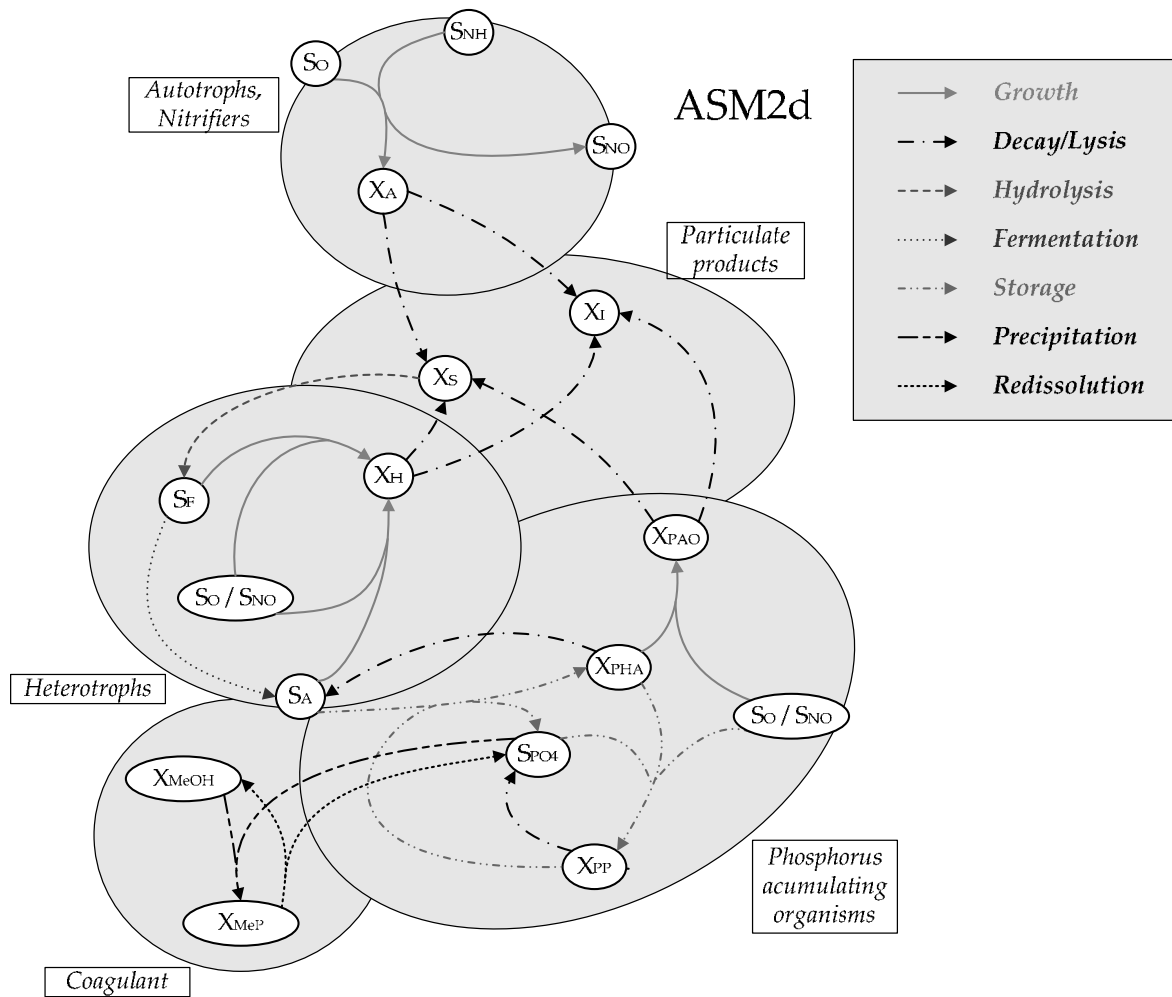 SNH
SO
Autotrophs,
Nitrifiers
ASM2d
SNO
XA
Growth
Decay/Lysis
Hydrolysis
Fermentation
Storage
Precipitation
Redissolution
Particulate
products
XI
XS
XH
SF
XPAO
SO / SNO
XPHA
Heterotrophs
SA
SO / SNO
SPO4
XMeOH
XPP
Phosphorus
acumulating
organisms
XMeP
Coagulant